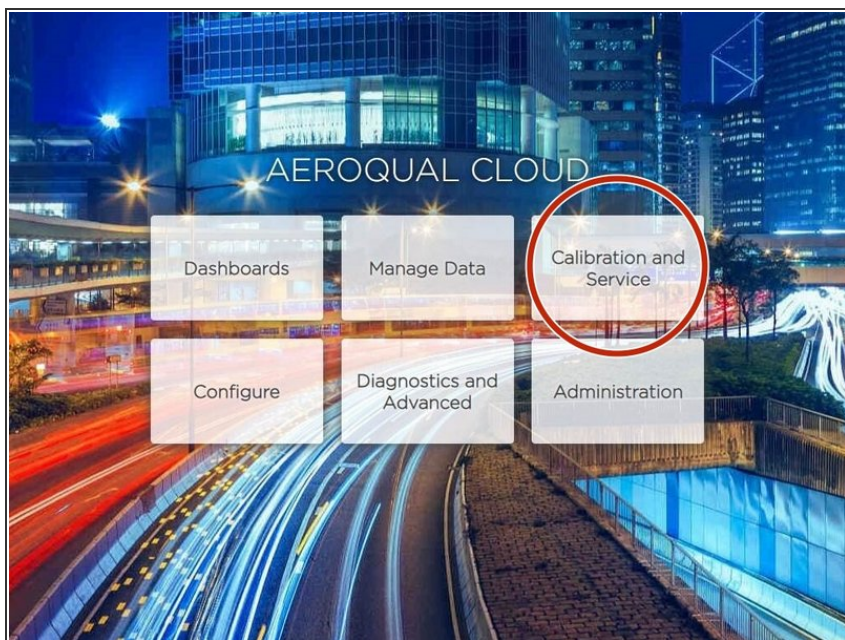 AEROQUAL CLOUD
Dashboards
Manage Data
Calibration and
Service
Configure
Diagnostics and
Advanced
Administration